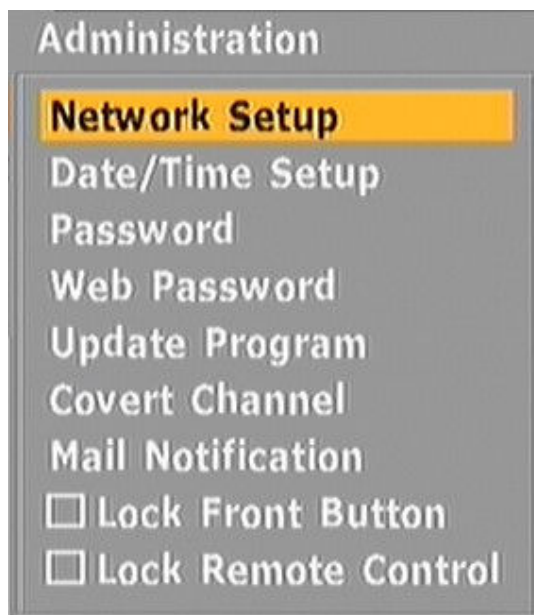 Administration
Network Setup
Date/Time Setup
Password
Web Password
Update Program
Covert Channel
Mail Notification
Lock Front Button
Lock Remote Control